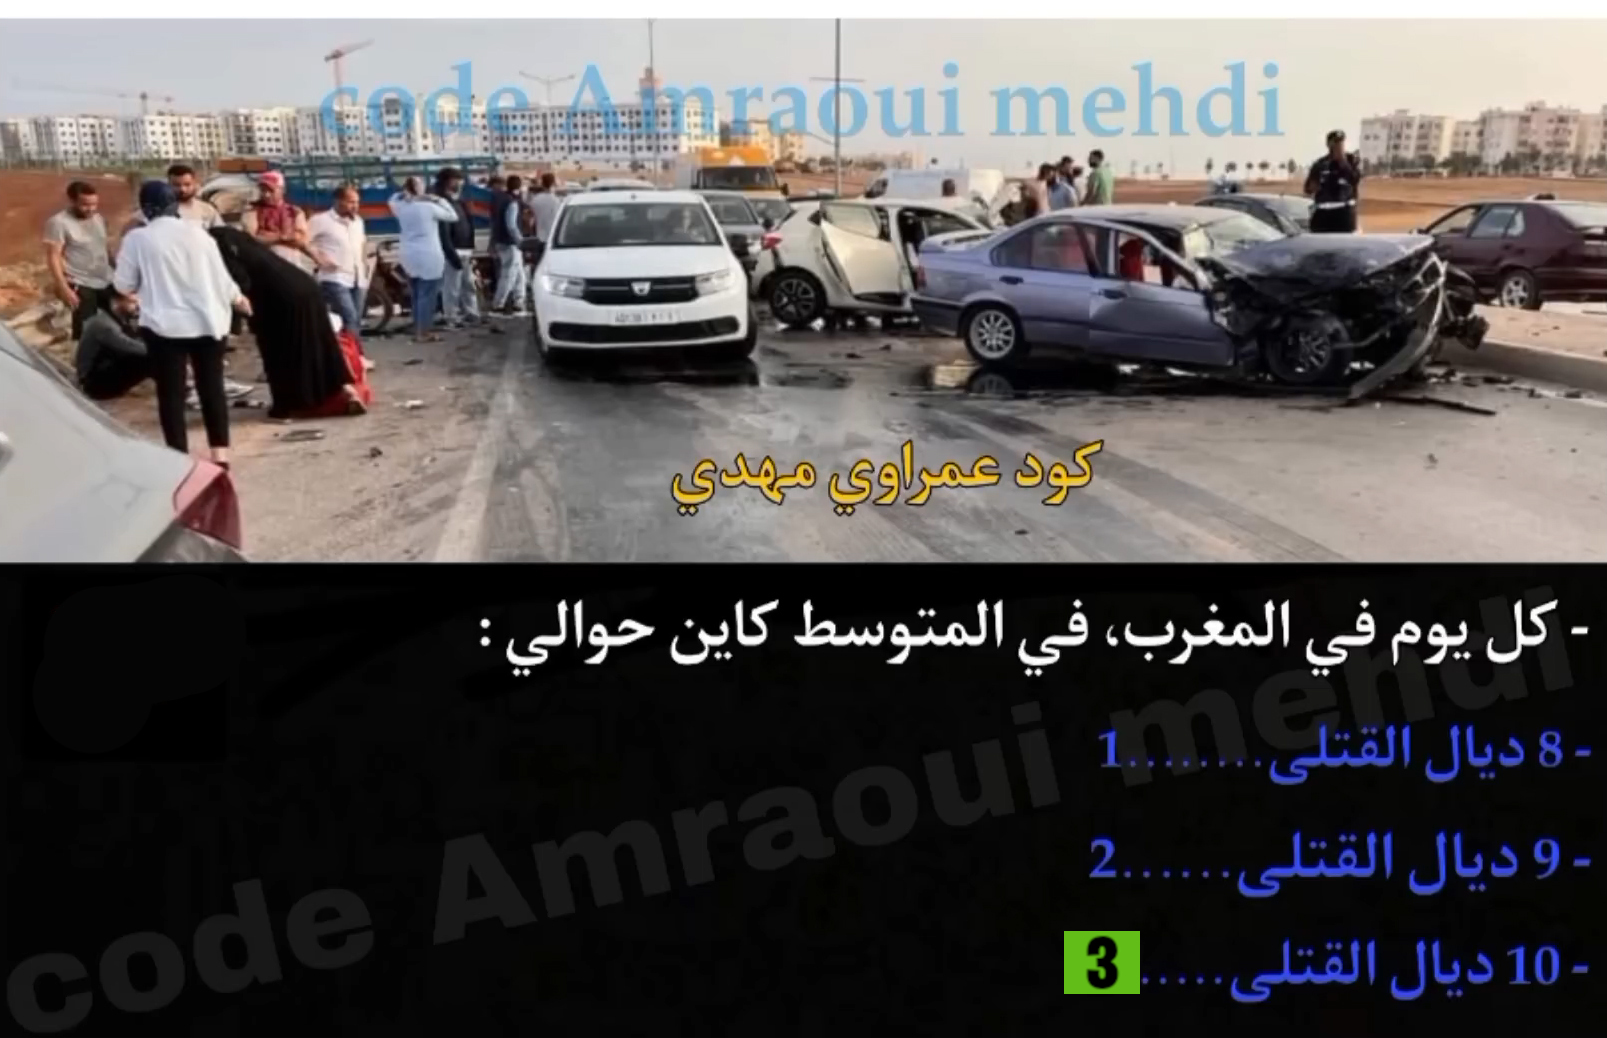 code Amraoui mehdi
كود عمراوي مهدي
- كل يوم في المغرب، في المتوسط كاين حوالي :
- 8 ديال القتلى........1
- 9 ديال القتلى......2
- 10 ديال القتلى.....3
code Amraoui mehdi